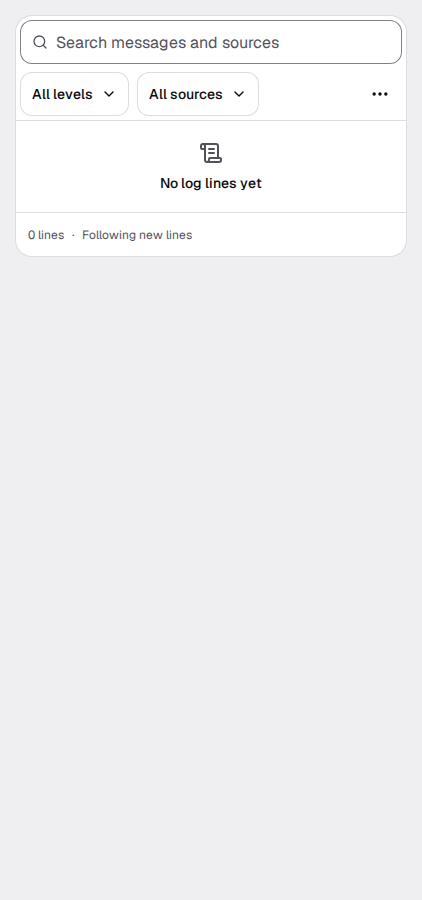 Search messages and sources
All levels
All sources
No log lines yet
0 lines · Following new lines